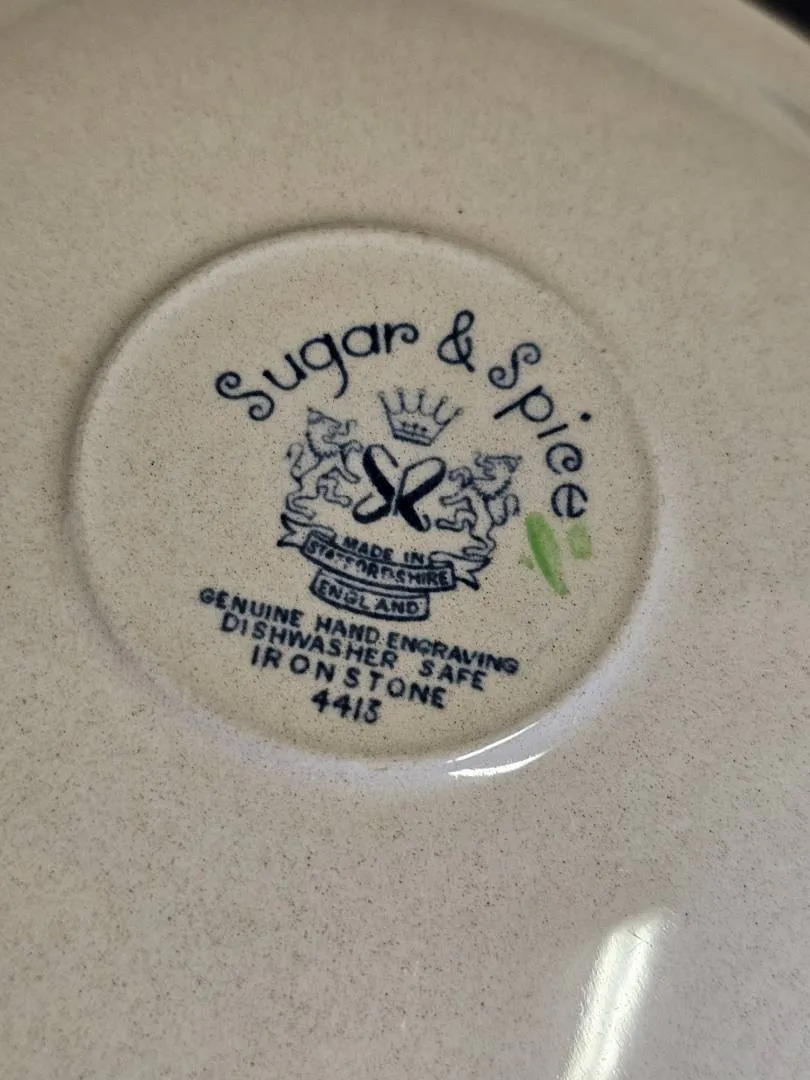 Sugar & Spice
MADE IN
STAFFORDSHIRE
ENGLAND
GENUINE HAND ENGRAVING
DISHWASHER SAFE
IRONSTONE
4413